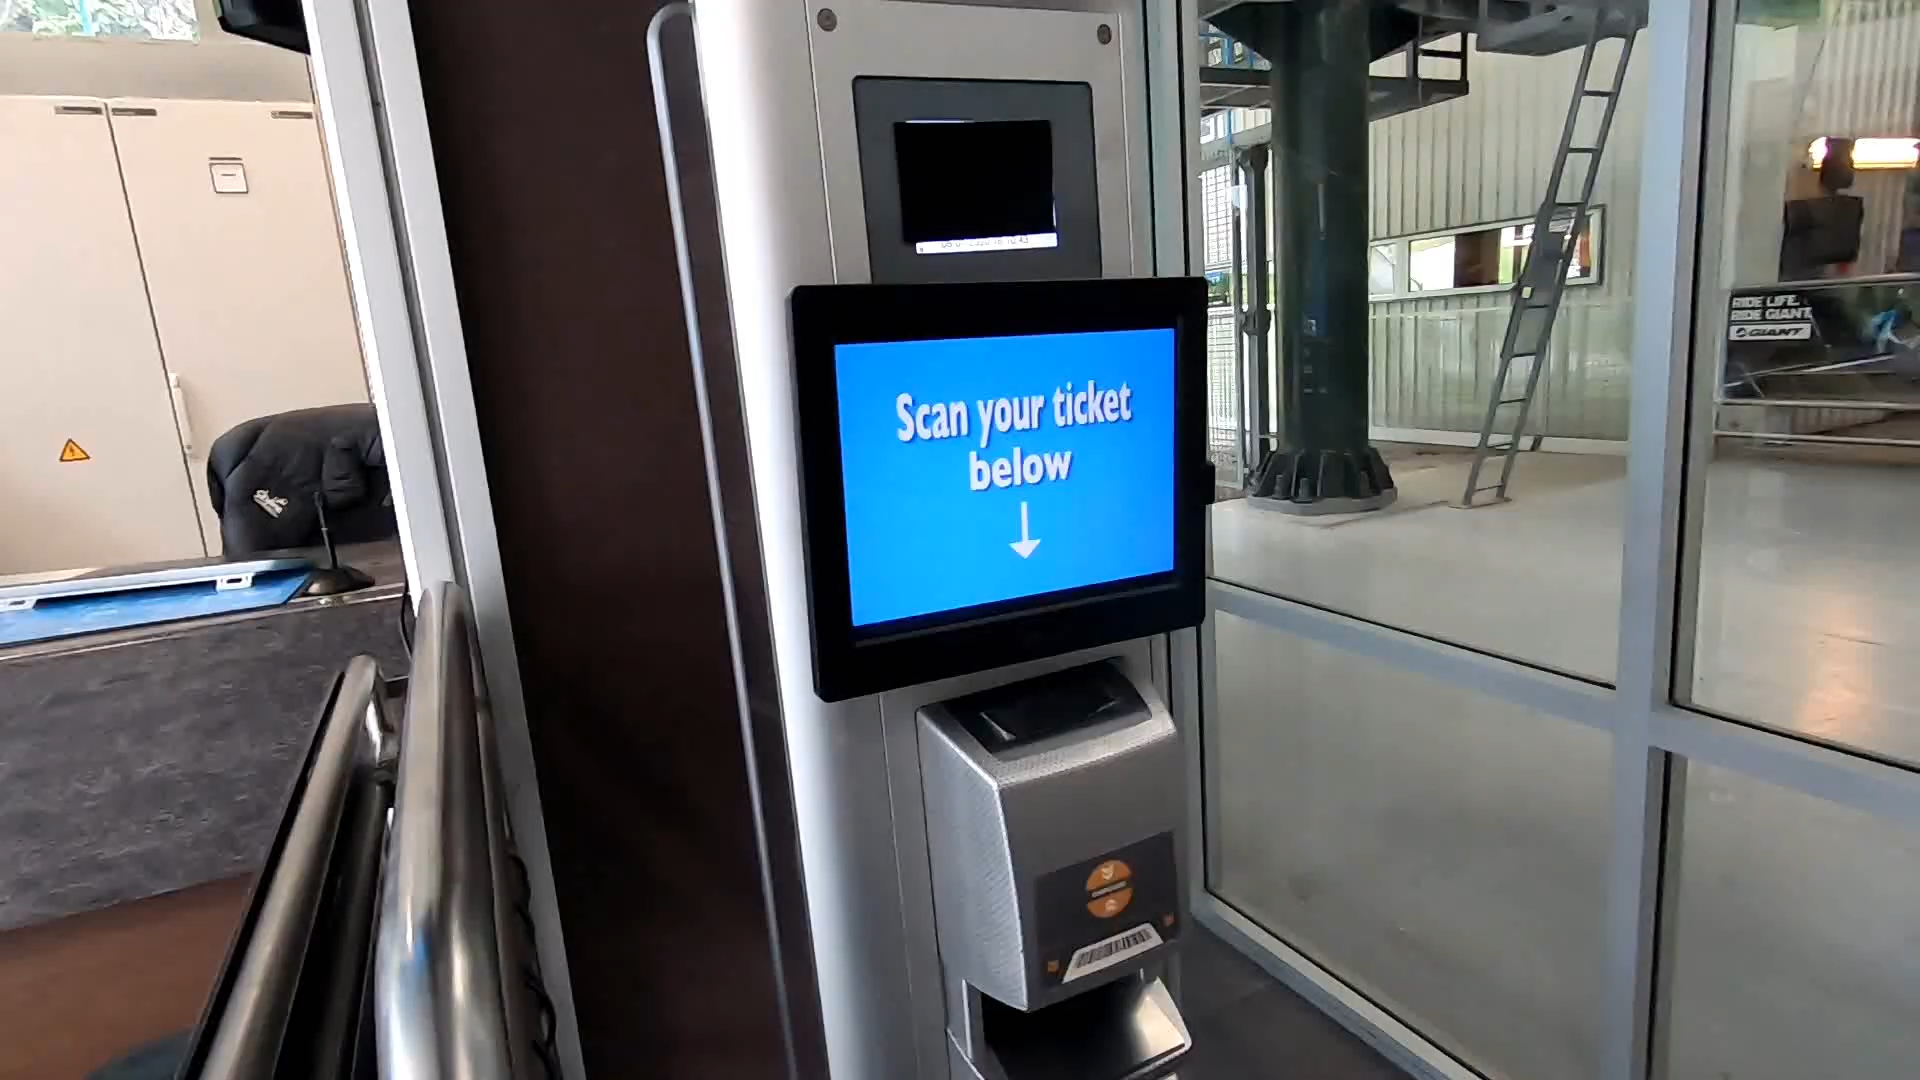 Scan your ticket
below
RIDE LIFE.
RIDE GIANT
GIANT